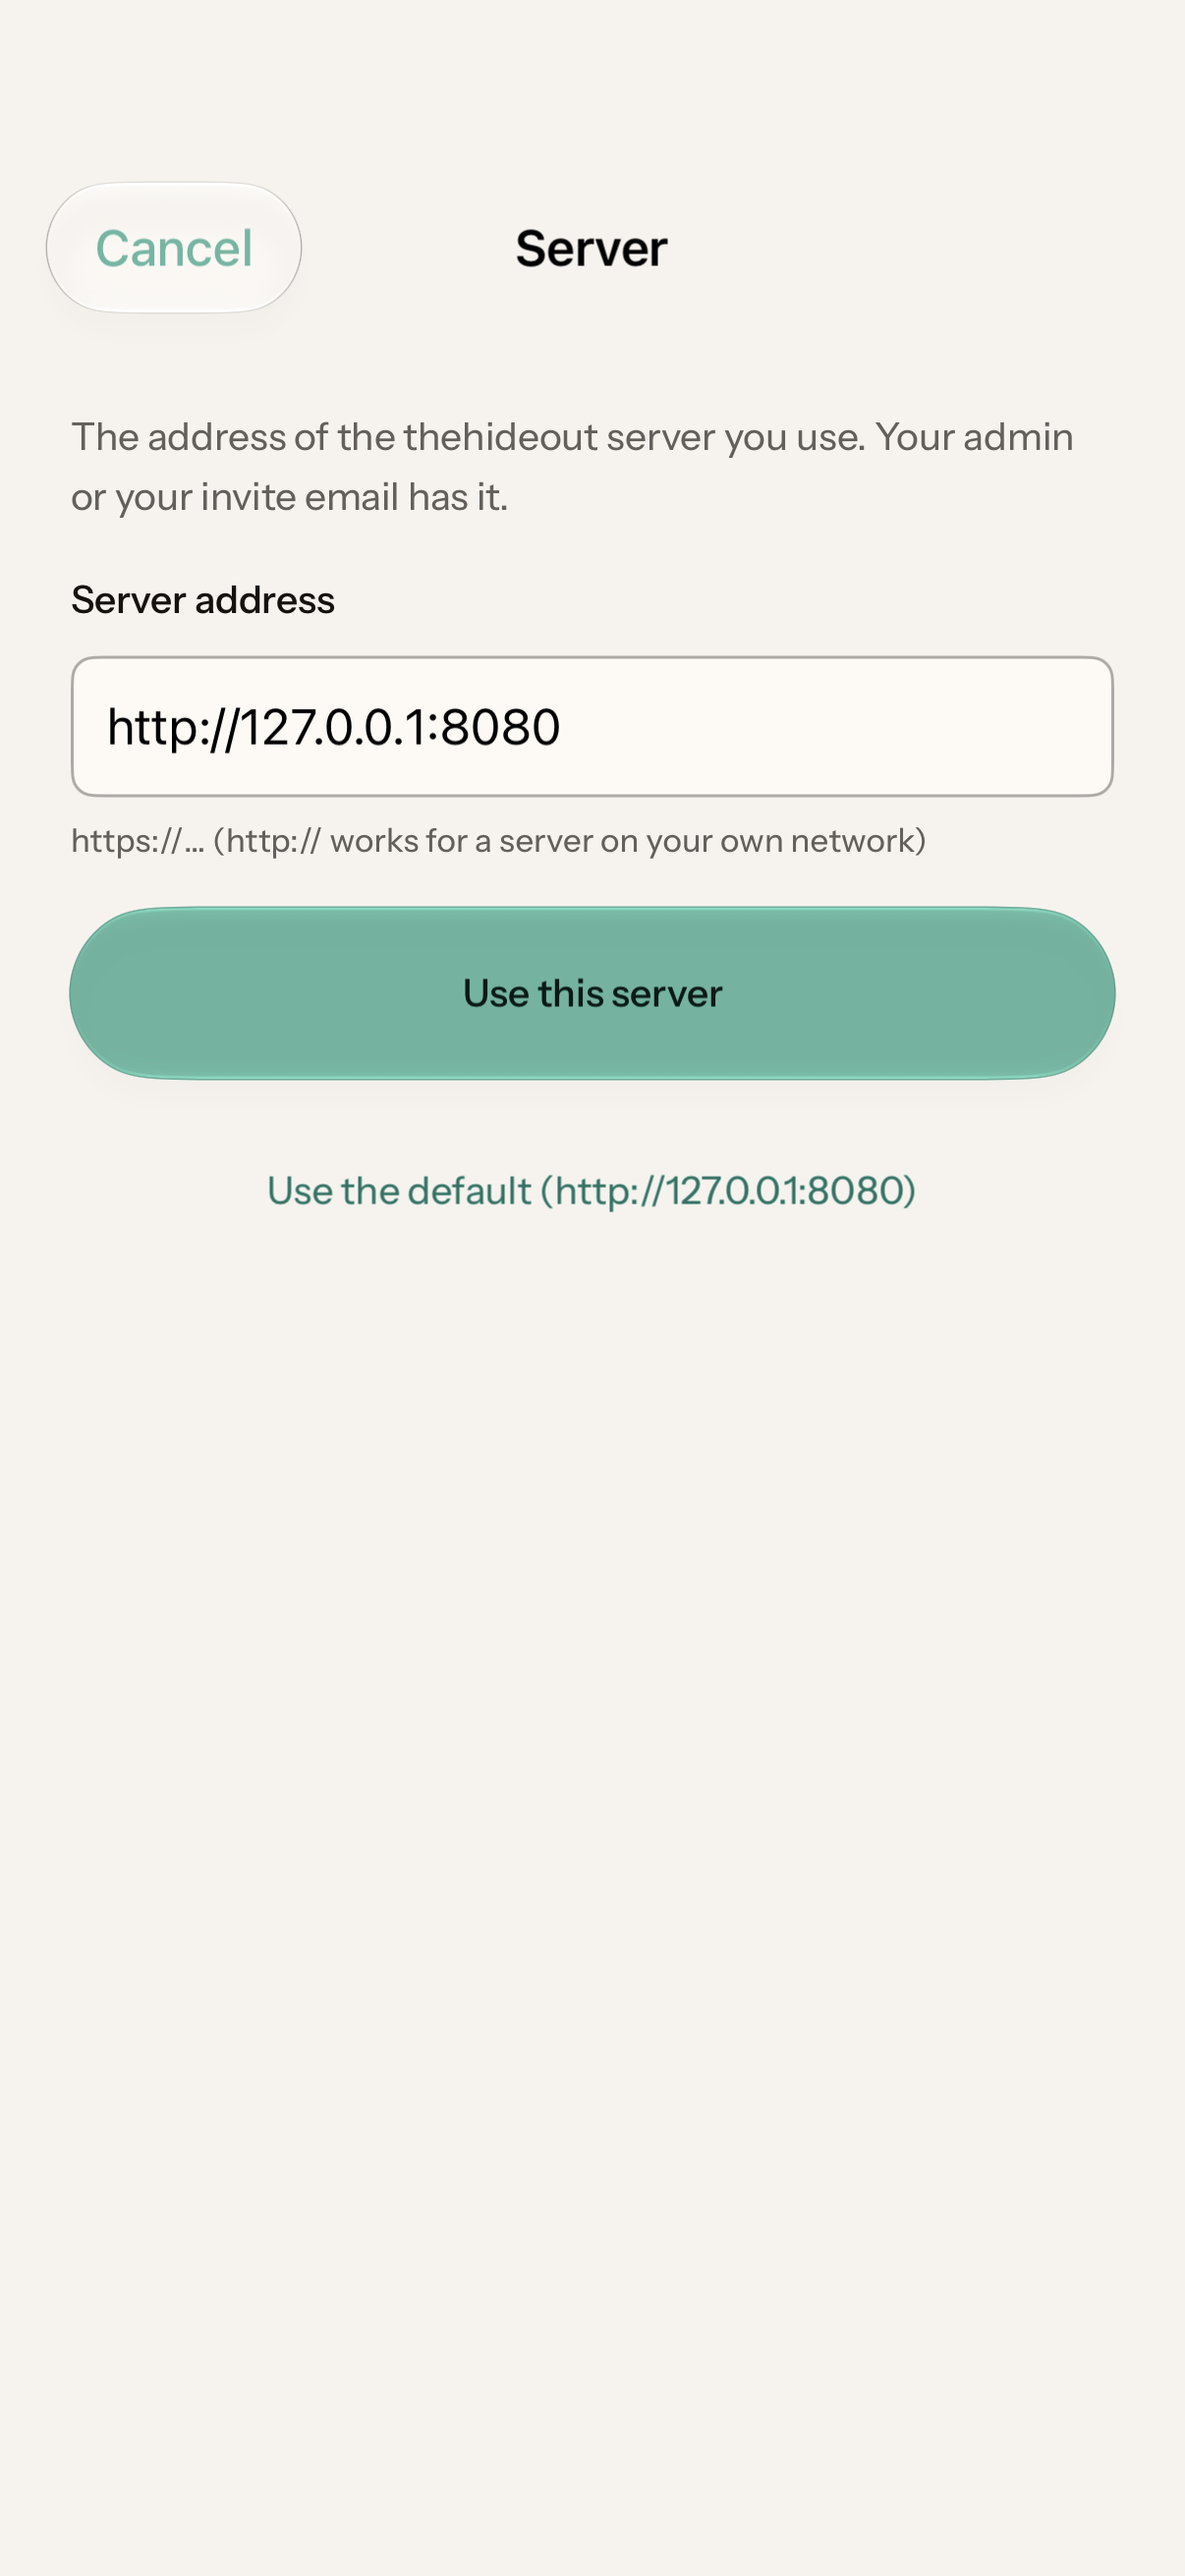 Cancel
Server
The address of the thehideout server you use. Your admin
or your invite email has it.
Server address
http://127.0.0.1:8080
https://... (http:// works for a server on your own network)
Use this server
Use the default (http://127.0.0.1:8080)